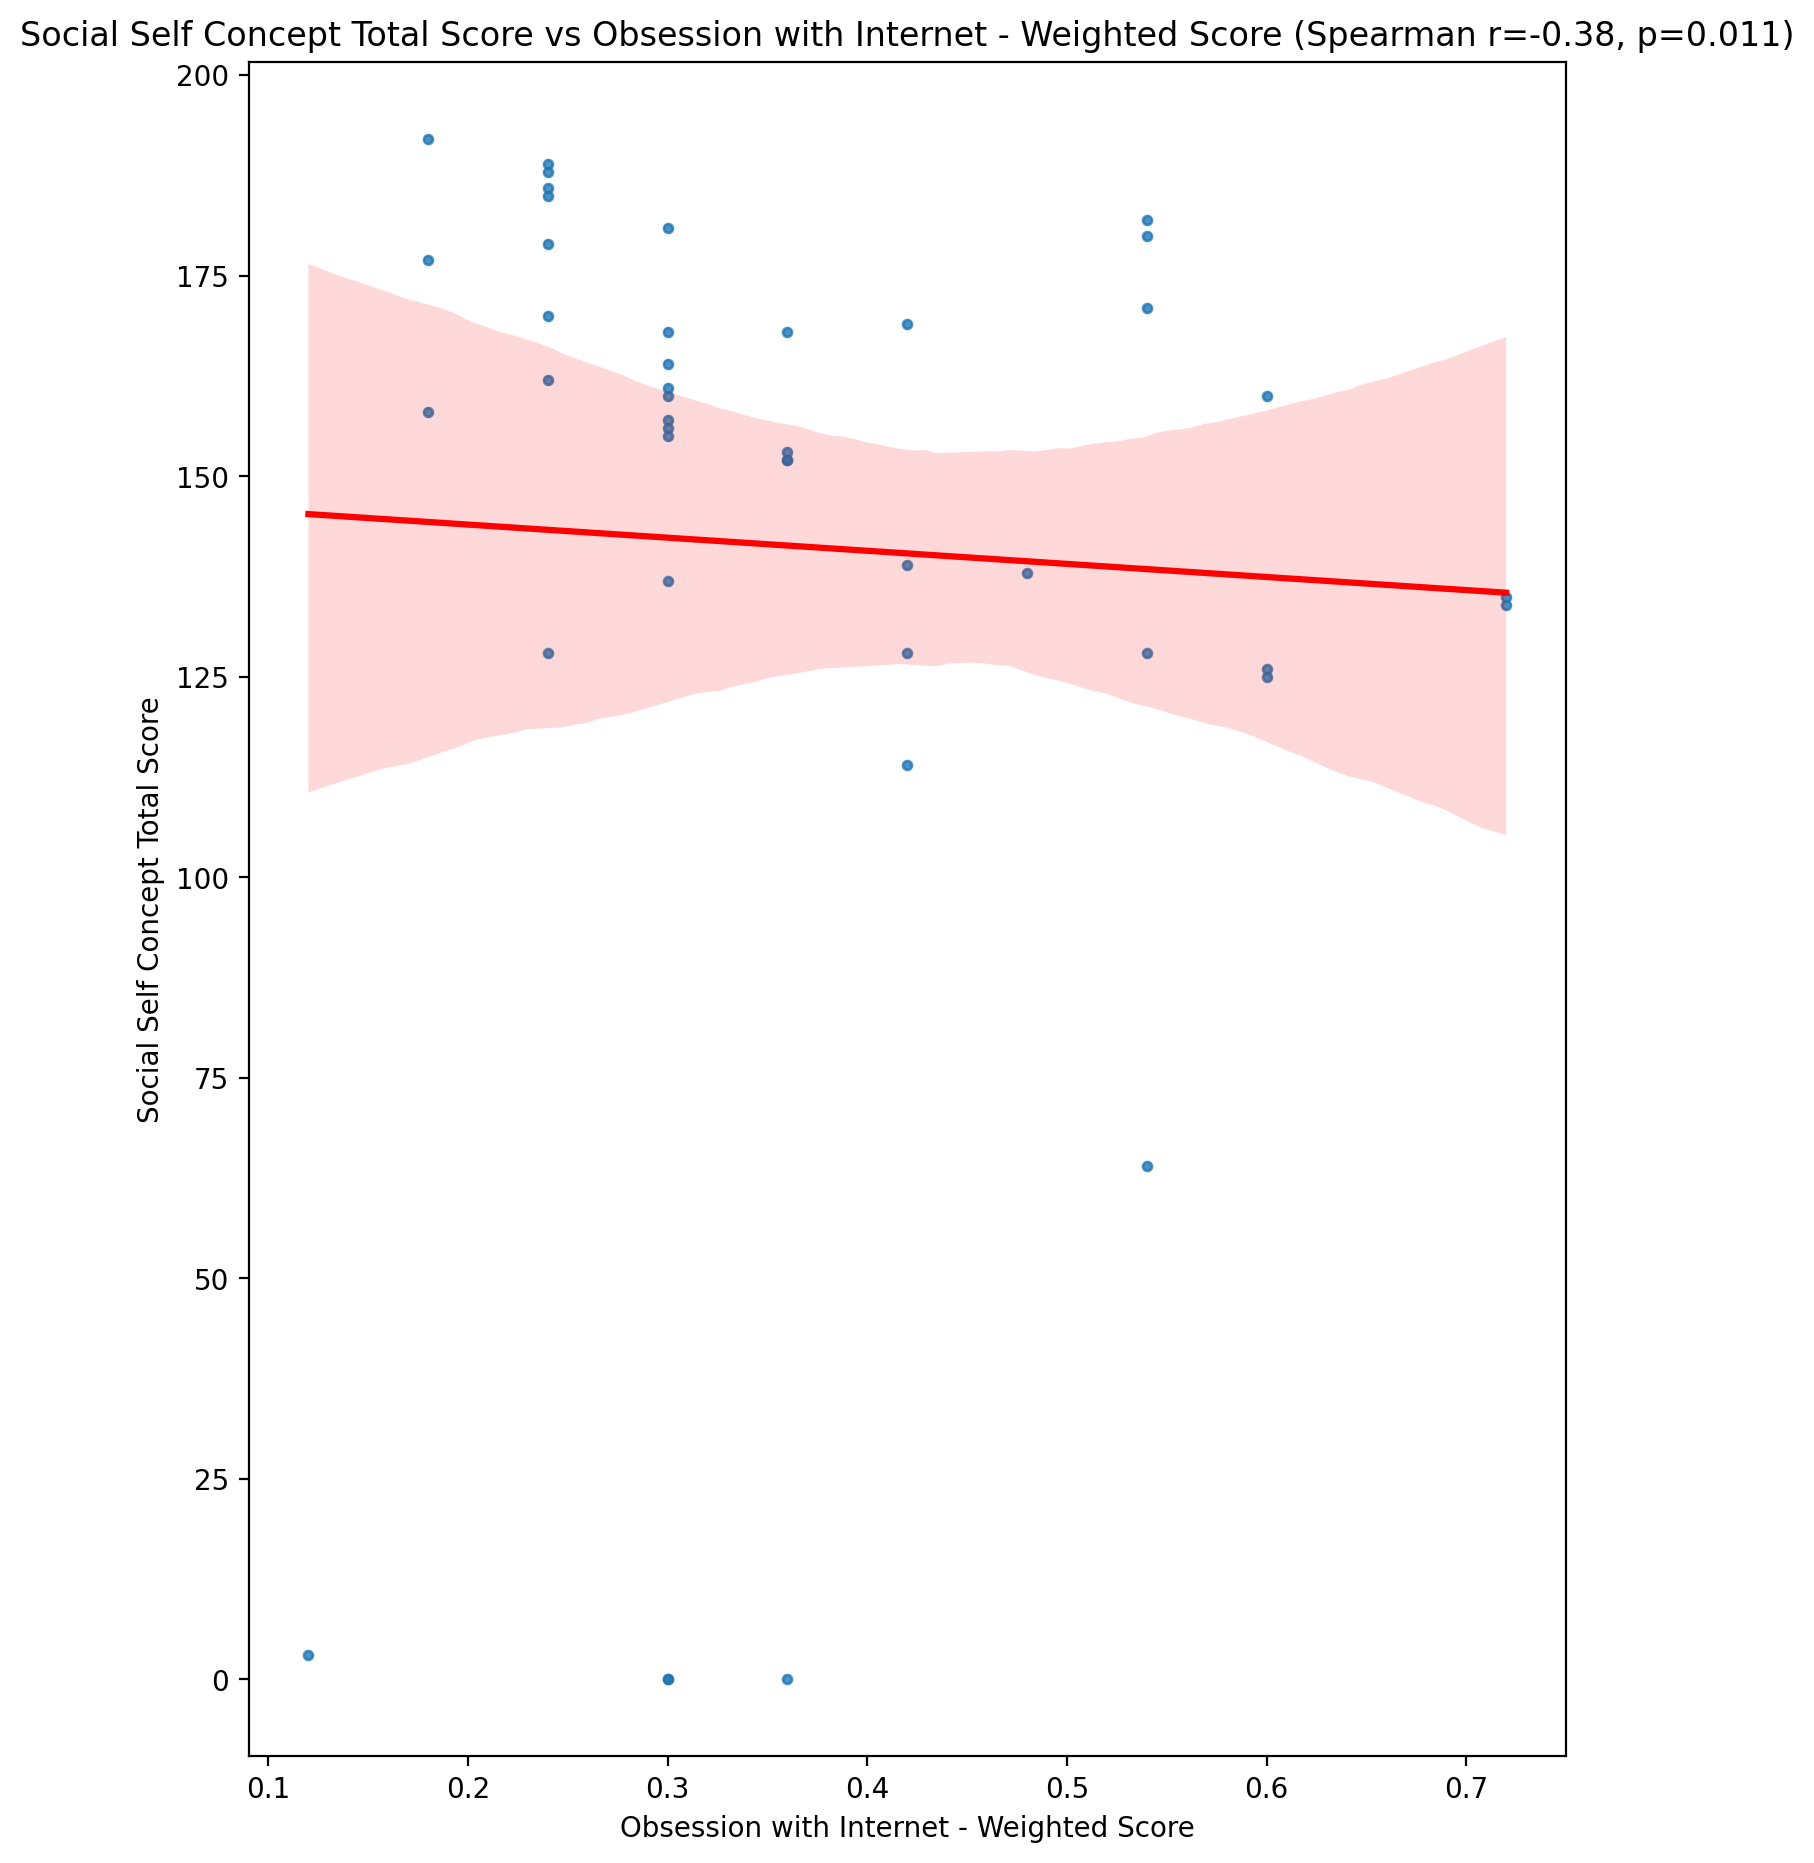 Social Self Concept Total Score vs Obsession with Internet - Weighted Score (Spearman r=-0.38, p=0.011)
200
175
150
125
100
75
50
25
0
Social Self Concept Total Score
0.1 0.2 0.3 0.4 0.5 0.6 0.7
Obsession with Internet - Weighted Score